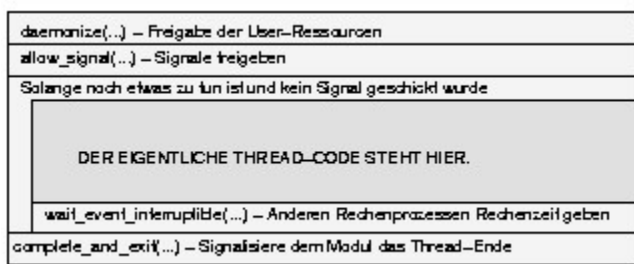 daemonize(...) – Freigabe der User–Ressourcen
allow_signal(...) – Signale freigeben
Solange noch etwas zu tun ist und kein Signal geschickt wurde
DER EIGENTLICHE THREAD–CODE STEHT HIER.
wait_event_interruptible(...) – Anderen Rechenprozessen Rechenzeit geben
complete_and_exit(...) – Signalisiere dem Modul das Thread–Ende